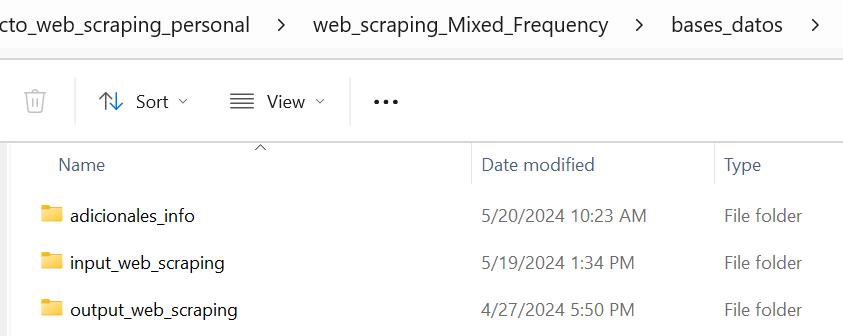 cto_web_scraping_personal > web_scraping_Mixed_Frequency > bases_datos >
Sort View ...
Name Date modified Type
adicionales_info 5/20/2024 10:23 AM File folder
input_web_scraping 5/19/2024 1:34 PM File folder
output_web_scraping 4/27/2024 5:50 PM File folder